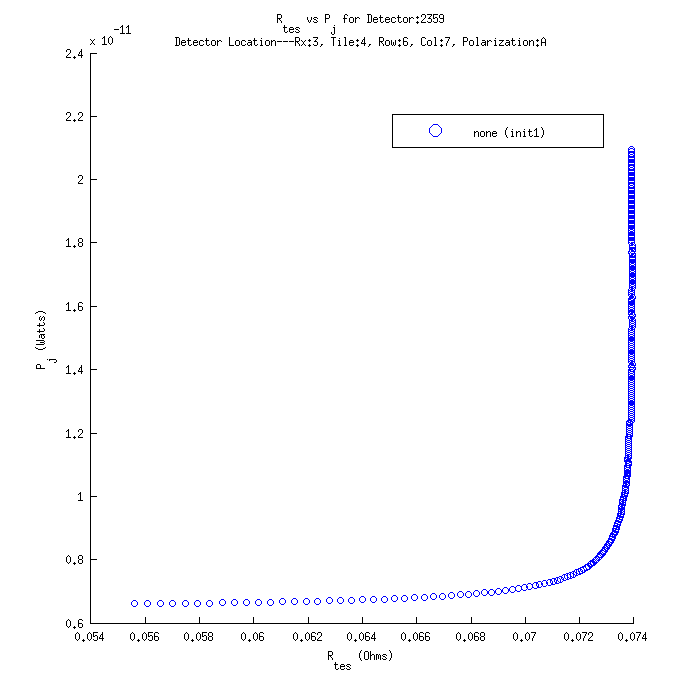 R_tes vs P_j for Detector:2359
Detector Location---Rx:3, Tile:4, Row:6, Col:7, Polarization:A
x 10^-11
2.4
2.2
2
1.8
1.6
1.4
1.2
1
0.8
0.6
P_j (Watts)
none (init1)
0.054 0.056 0.058 0.06 0.062 0.064 0.066 0.068 0.07 0.072 0.074
R_tes (Ohms)